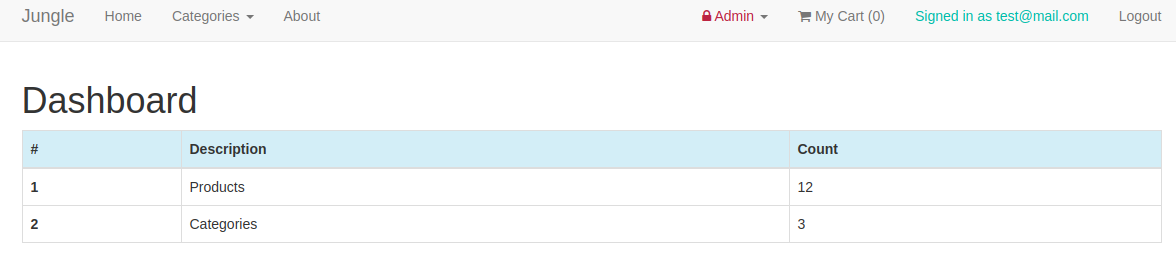 Jungle Home Categories About Admin My Cart (0) Signed in as test@mail.com Logout
Dashboard
# Description Count
1 Products 12
2 Categories 3